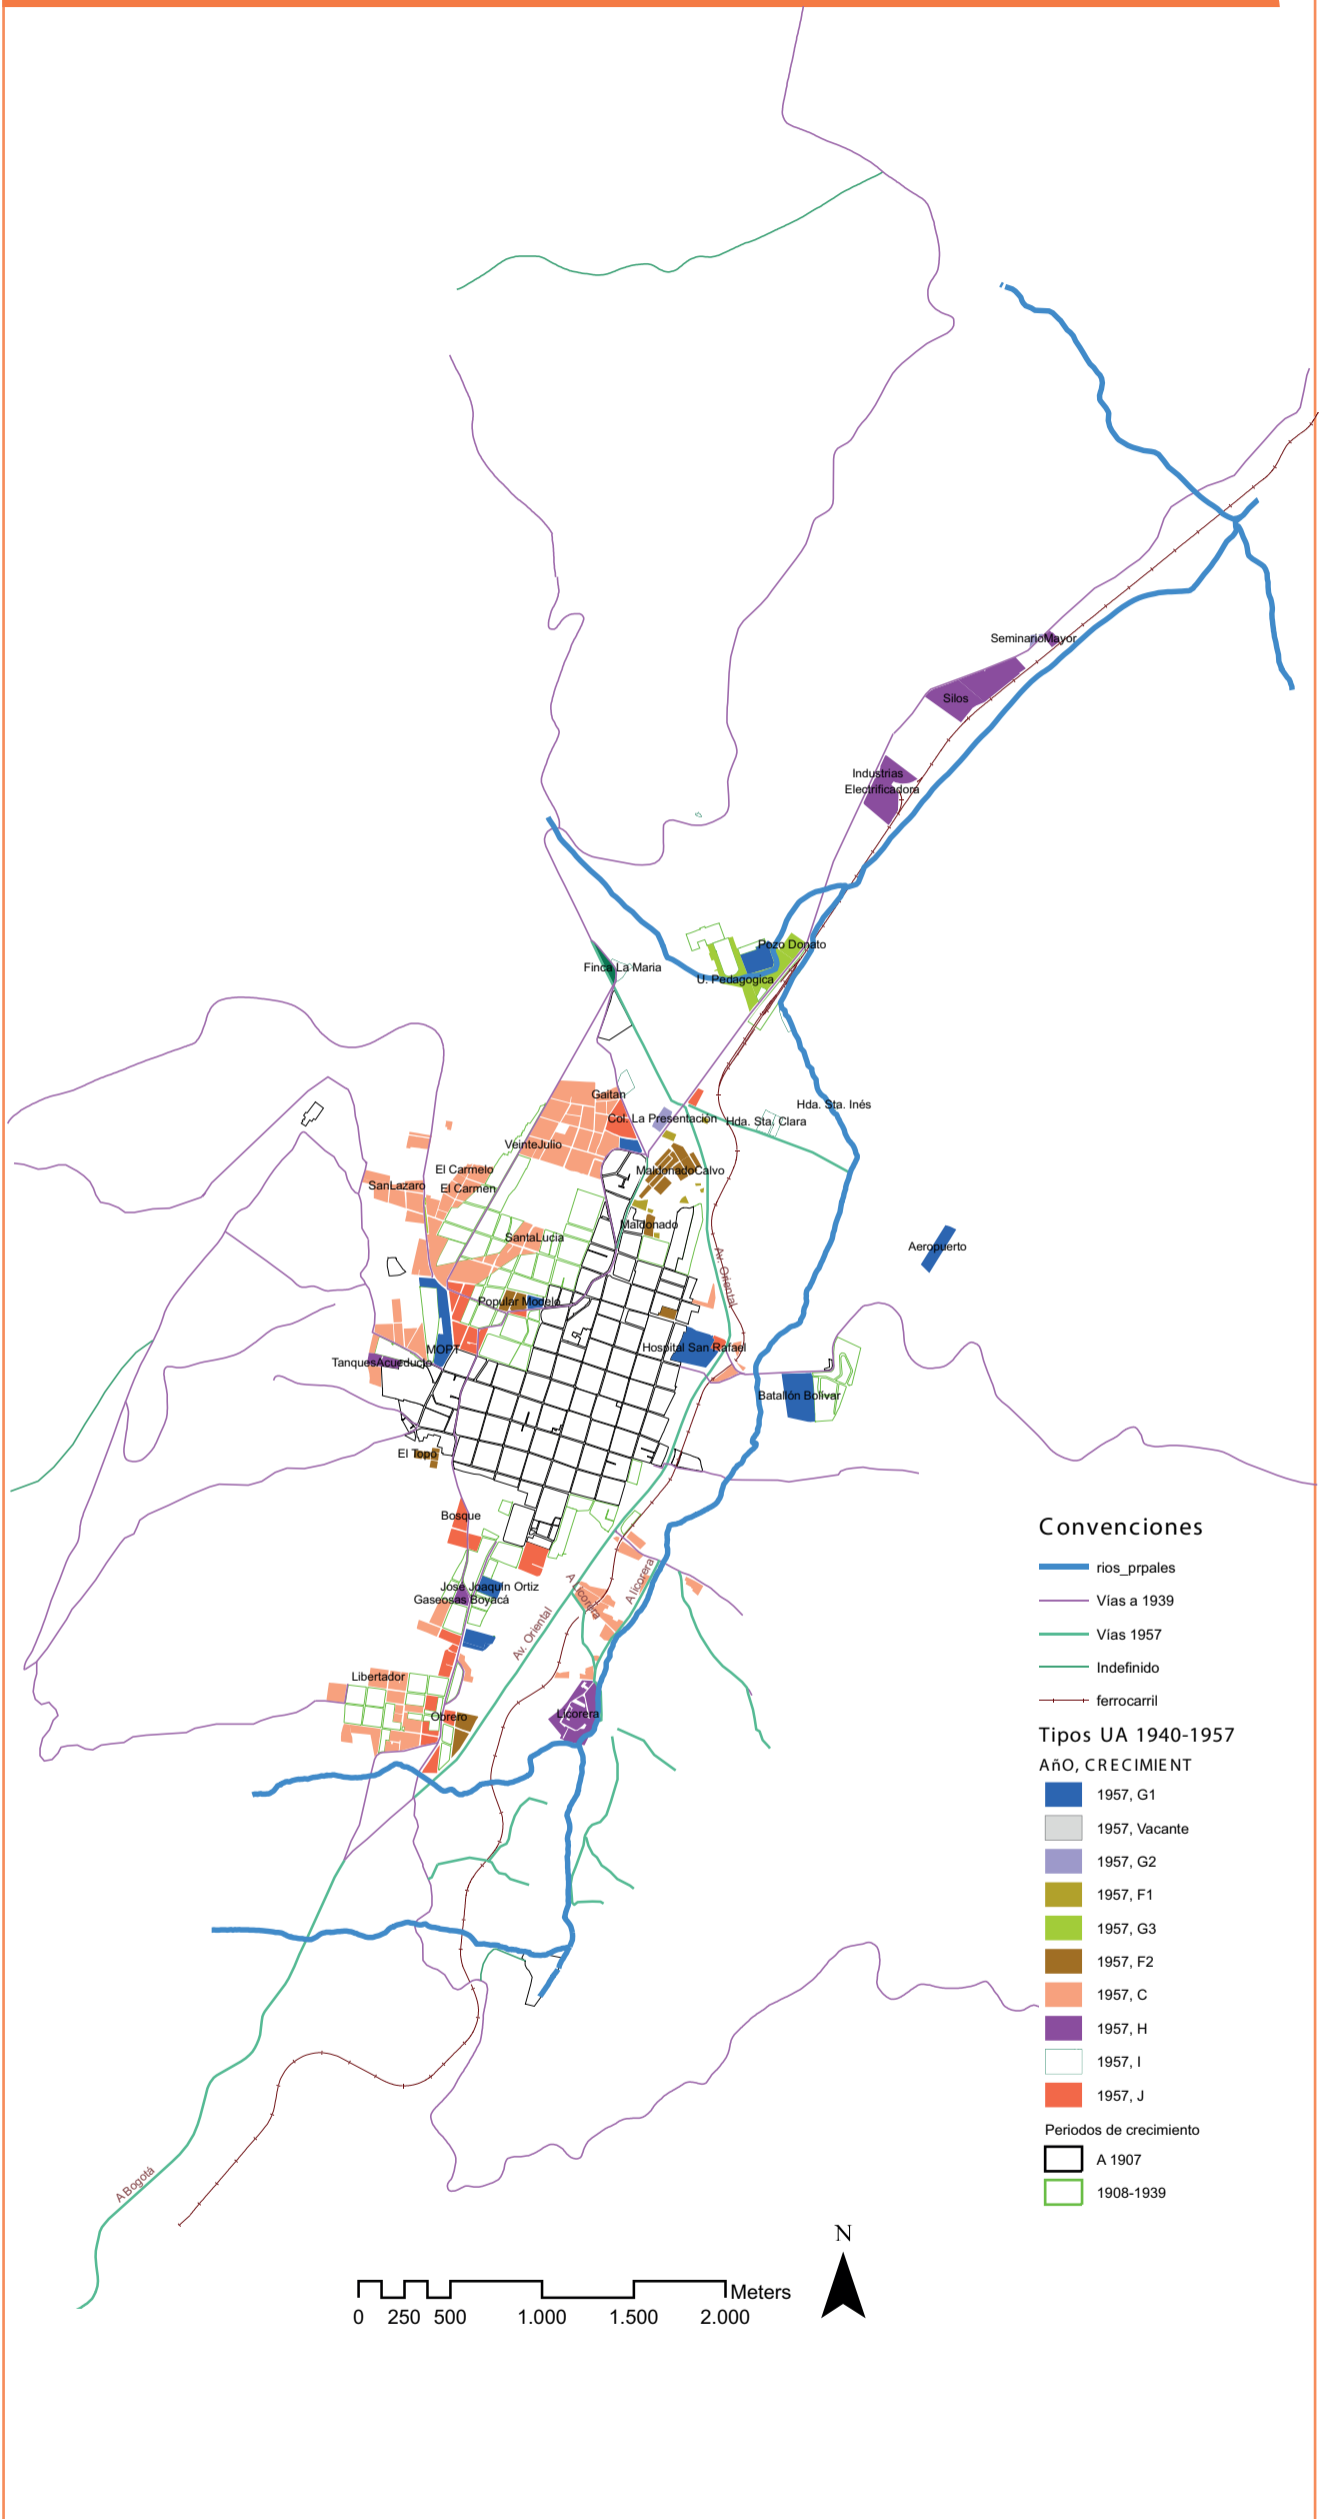 SeminarioMayor
Silos
Industrias
Electrificadora
Pozo Donato
Finca La Maria
U. Pedagogica
Gaitan
Hda. Sta. Inés
Col. La Presentación
Hda. Sta. Clara
VeinteJulio
El Carmelo
MaldonadoCalvo
SanLazaro
El Carmen
Maldonado
SantaLucia
Aeropuerto
Av. Oriental
Popular Modelo
MOPT
Hospital San Rafael
TanquesAcueducto
Batallón Bolivar
El Topo
Bosque
Jose Joaquin Ortiz
Gaseosas Boyacá
A Licorera
A licorera
Av. Oriental
Libertador
Obrero
Licorera
A Bogotá
Convenciones
rios_prpales
Vías a 1939
Vías 1957
Indefinido
ferrocarril
Tipos UA 1940-1957
AñO, CRECIMIENT
1957, G1
1957, Vacante
1957, G2
1957, F1
1957, G3
1957, F2
1957, C
1957, H
1957, I
1957, J
Periodos de crecimiento
A 1907
1908-1939
N
Meters
0 250 500 1.000 1.500 2.000